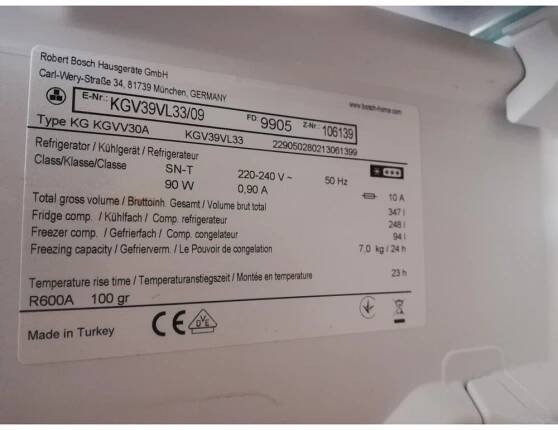 Robert Bosch Hausgeräte GmbH
Carl-Wery-Straße 34, 81739 München, GERMANY
www.bosch-home.com
E-Nr.: KGV39VL33/09 FD: 9905 Z-Nr.: 106139
Type KG KGVV30A KGV39VL33 229050280213061399
Refrigerator / Kühlgerät / Refrigerateur
Class/Klasse/Classe SN-T 220-240 V ~ 50 Hz
90 W 0,90 A 10 A
Total gross volume / Bruttoinh. Gesamt / Volume brut total 347 l
Fridge comp. / Kühlfach / Comp. refrigerateur 248 l
Freezer comp. / Gefrierfach / Comp. congelateur 94 l
Freezing capacity / Gefrierverm. / Le Pouvoir de congelation 7,0 kg / 24 h
Temperature rise time / Temperaturanstiegszeit / Montée en temperature 23 h
R600A 100 gr
Made in Turkey CE DVE